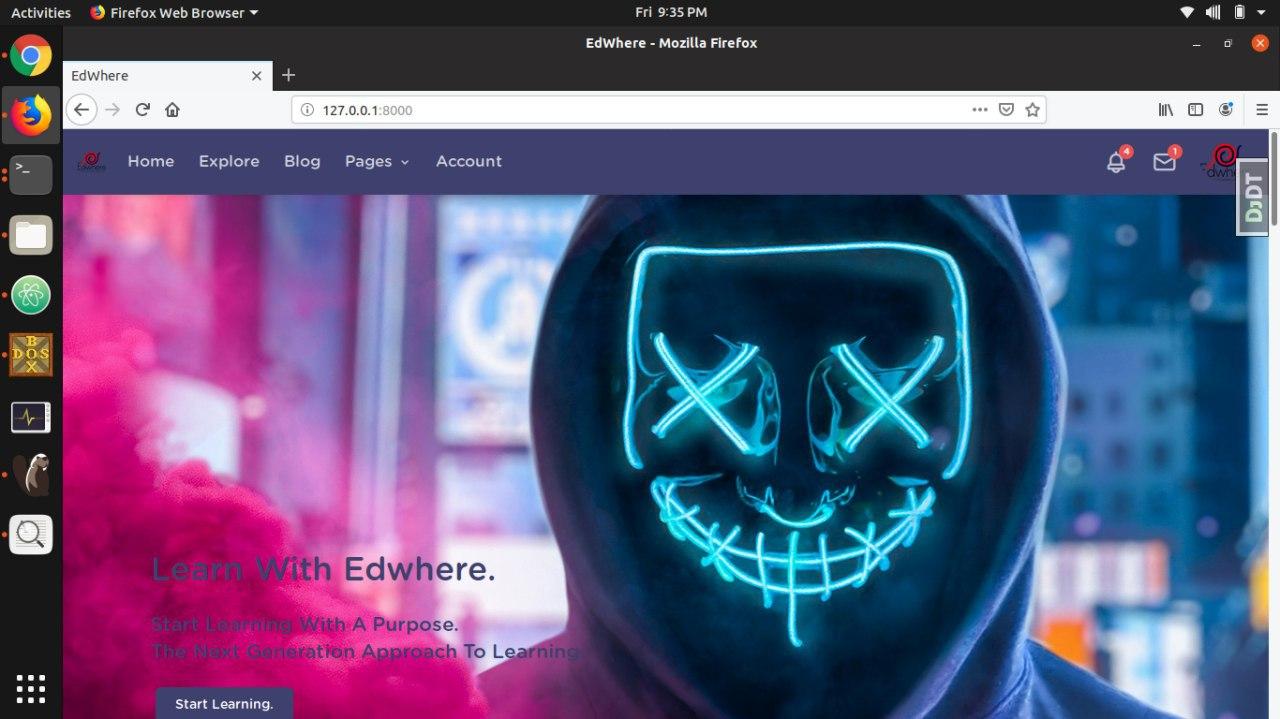 Activities Firefox Web Browser Fri 9:35 PM
EdWhere - Mozilla Firefox
EdWhere
127.0.0.1:8000
Edwhere Home Explore Blog Pages Account 4 1
DJDT
Learn With Edwhere.
Start Learning With A Purpose.
The Next Generation Approach To Learning
Start Learning.
B
DOS
X